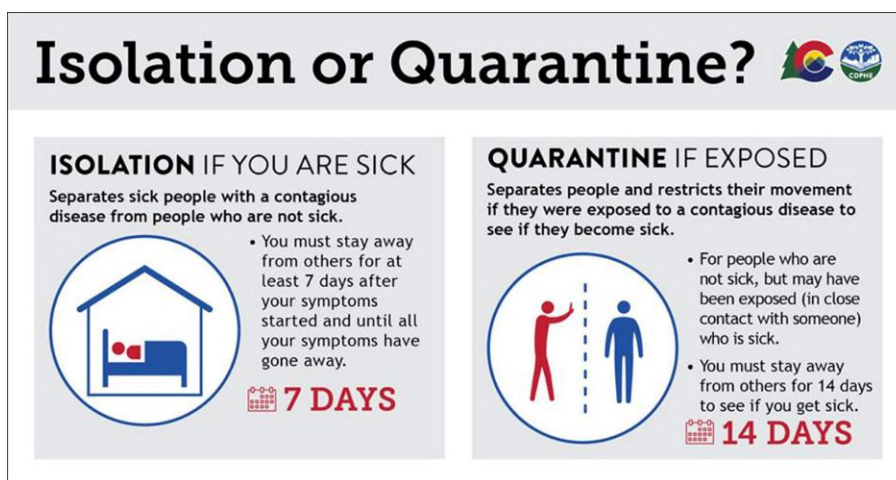 Isolation or Quarantine?
CDPHE
ISOLATION IF YOU ARE SICK
Separates sick people with a contagious
disease from people who are not sick.
• You must stay away
from others for at
least 7 days after
your symptoms
started and until all
your symptoms have
gone away.
7 DAYS
QUARANTINE IF EXPOSED
Separates people and restricts their movement
if they were exposed to a contagious disease to
see if they become sick.
• For people who are
not sick, but may have
been exposed (in close
contact with someone)
who is sick.
• You must stay away
from others for 14 days
to see if you get sick.
14 DAYS